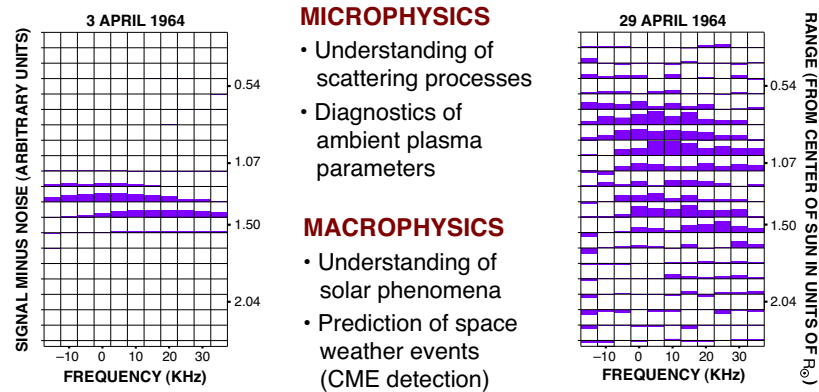 3 APRIL 1964
SIGNAL MINUS NOISE (ARBITRARY UNITS)
0.54
1.07
1.50
2.04
–10 0 10 20 30
FREQUENCY (KHz)
MICROPHYSICS
• Understanding of
scattering processes
• Diagnostics of
ambient plasma
parameters
MACROPHYSICS
• Understanding of
solar phenomena
• Prediction of space
weather events
(CME detection)
29 APRIL 1964
0.54
1.07
1.50
2.04
–10 0 10 20 30
FREQUENCY (KHz)
RANGE (FROM CENTER OF SUN IN UNITS OF R☉)